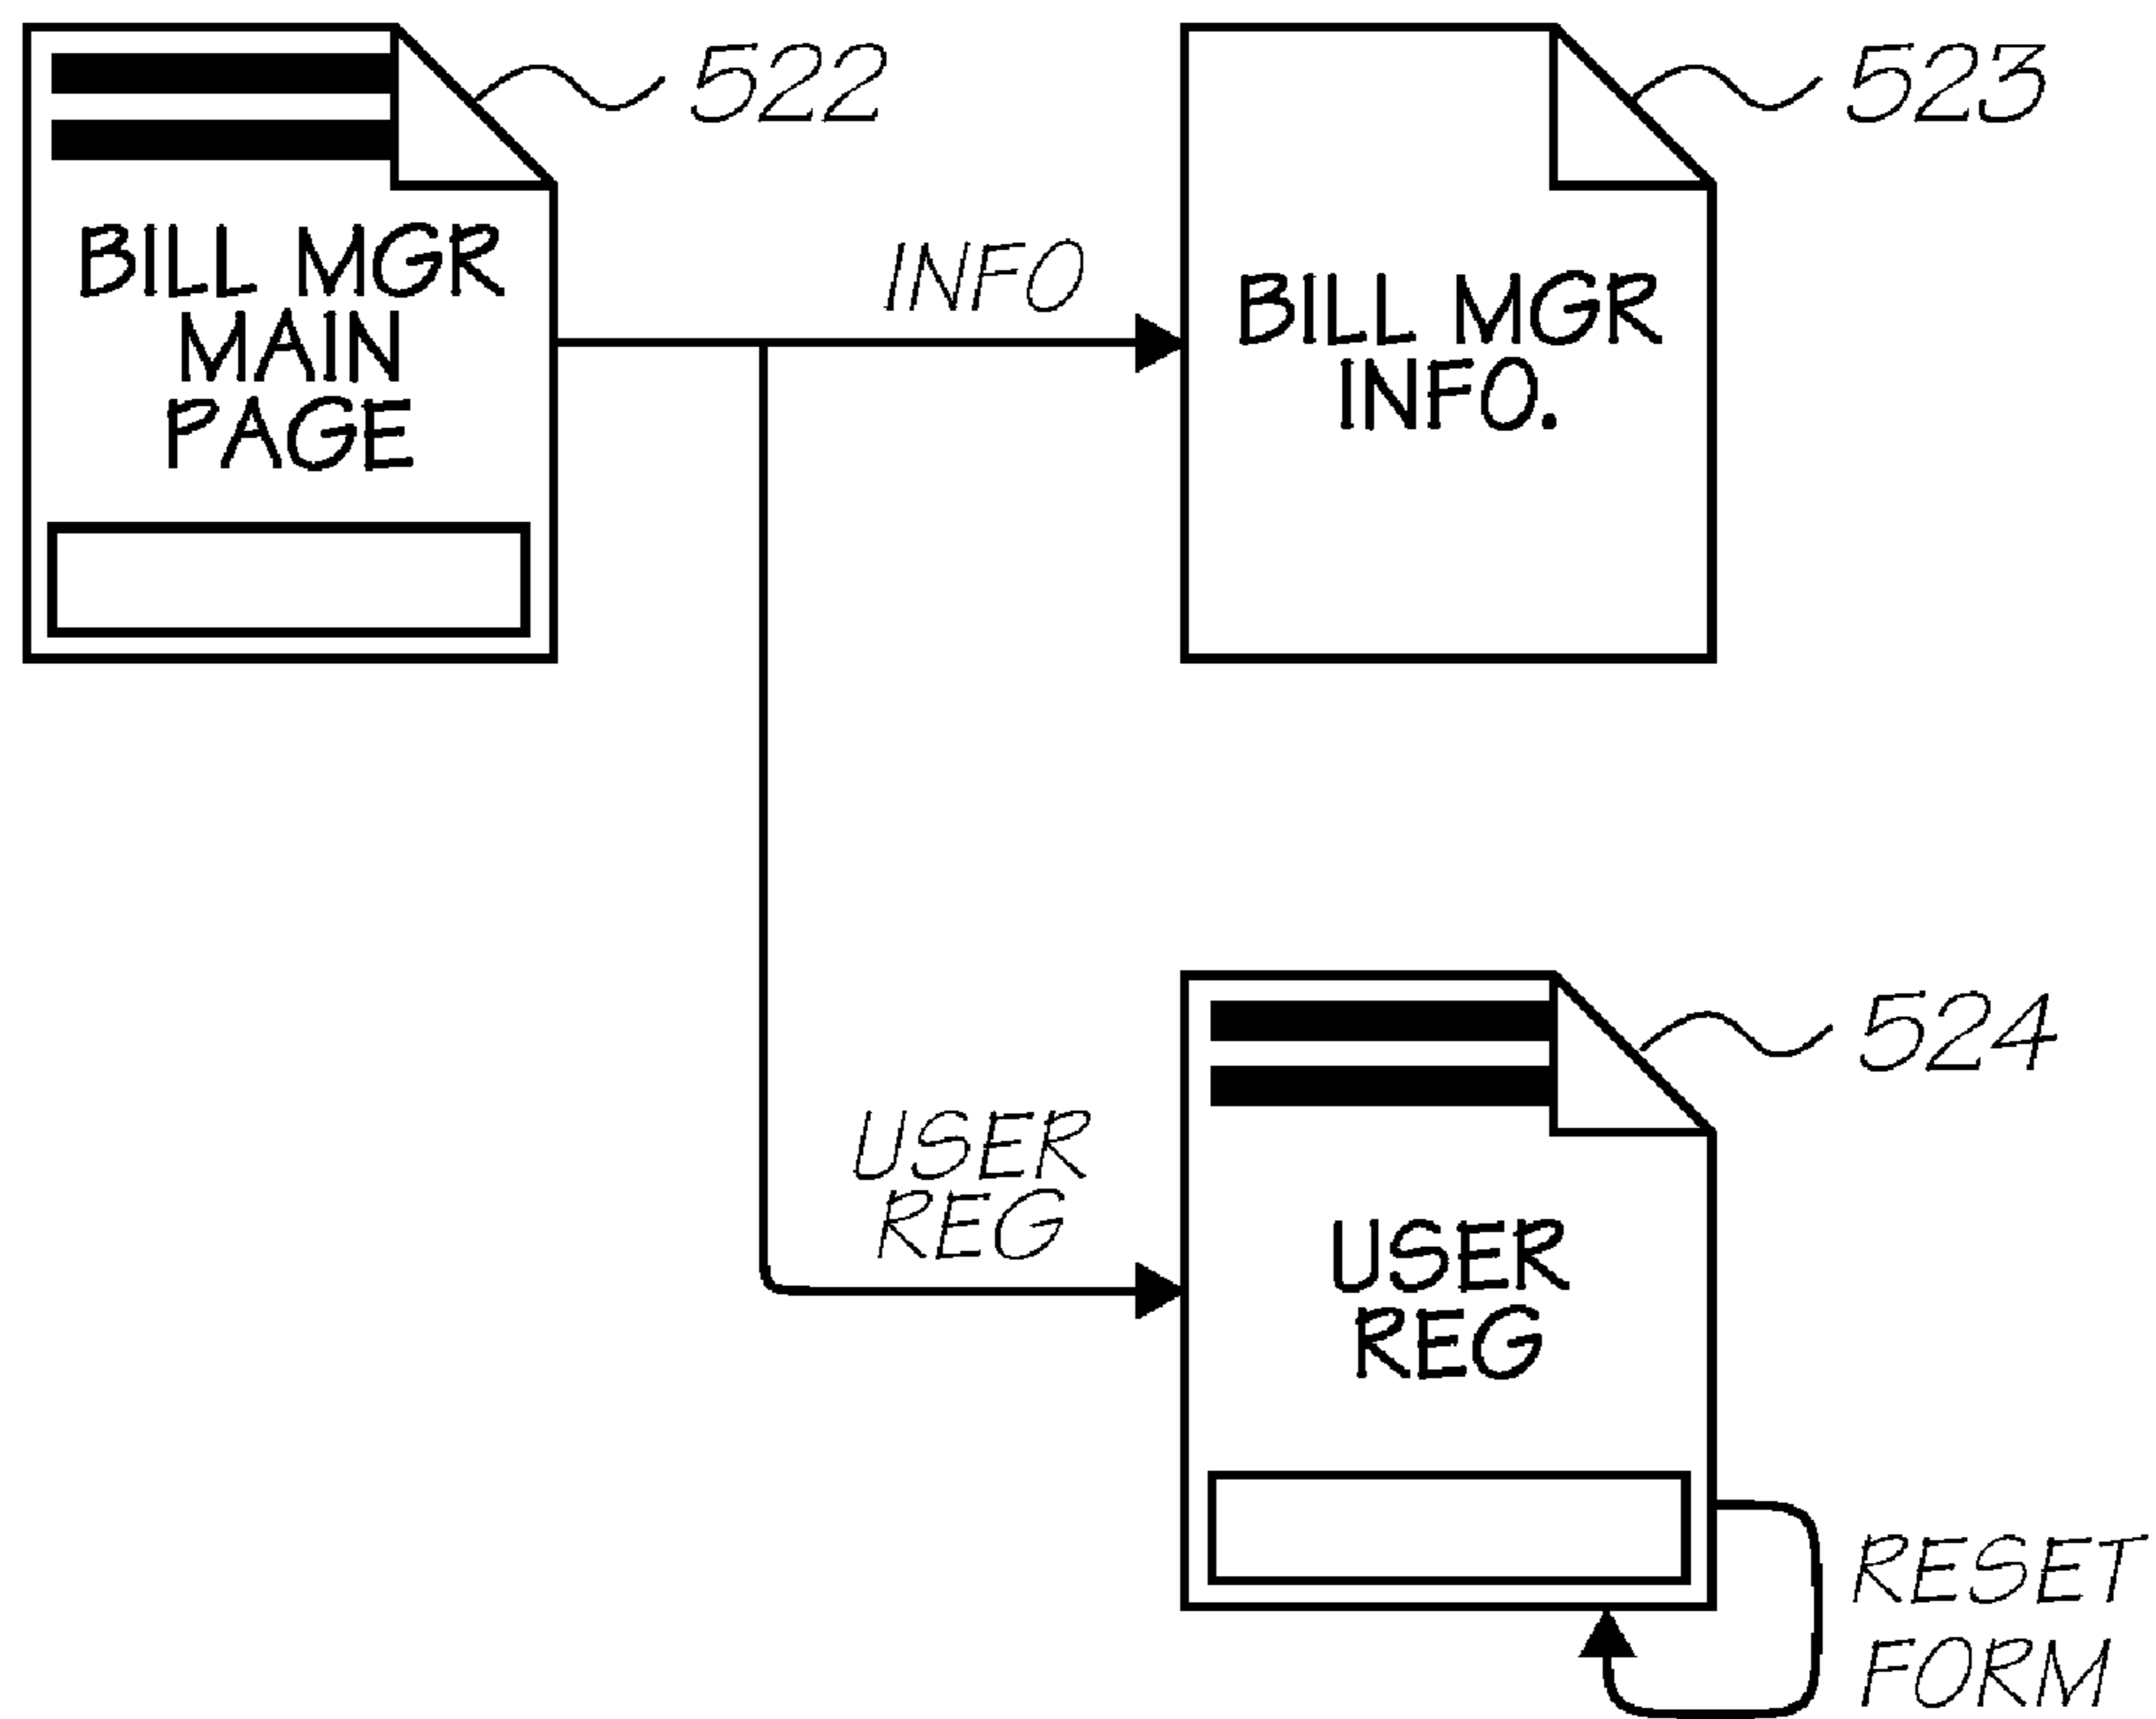 522
BILL MGR
MAIN
PAGE
INFO
523
BILL MGR
INFO.
USER
REG
524
USER
REG
RESET
FORM